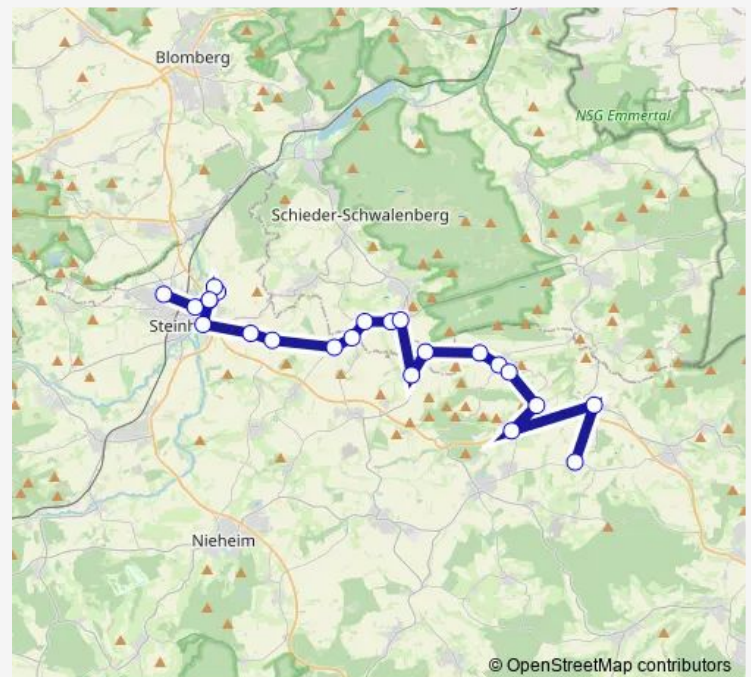 Blomberg
NSG Emmertal
Schieder-Schwalenberg
Steinh
Nieheim
© OpenStreetMap contributors